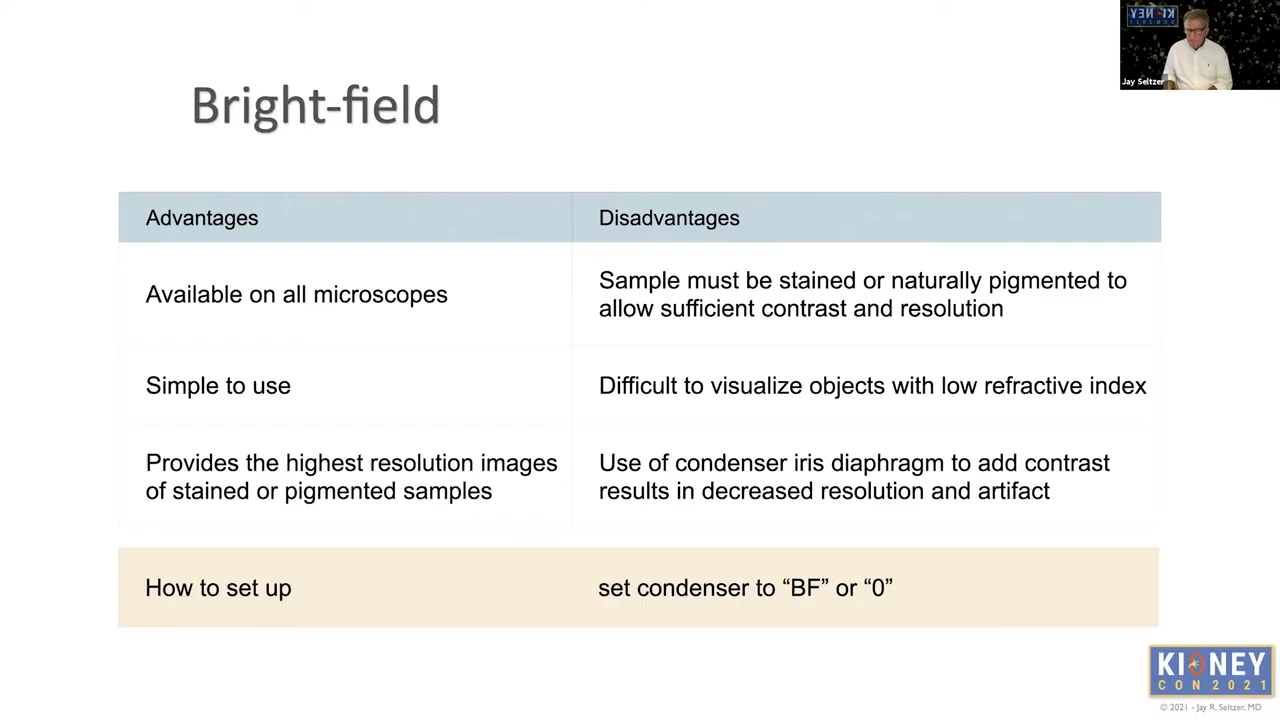 KIDNEY
CON2021
Jay Seltzer
Bright-field
Advantages
Disadvantages
Available on all microscopes
Sample must be stained or naturally pigmented to
allow sufficient contrast and resolution
Simple to use
Difficult to visualize objects with low refractive index
Provides the highest resolution images
of stained or pigmented samples
Use of condenser iris diaphragm to add contrast
results in decreased resolution and artifact
How to set up
set condenser to “BF” or “0”
KIDNEY
CON2021
© 2021 - Jay R. Seltzer, MD